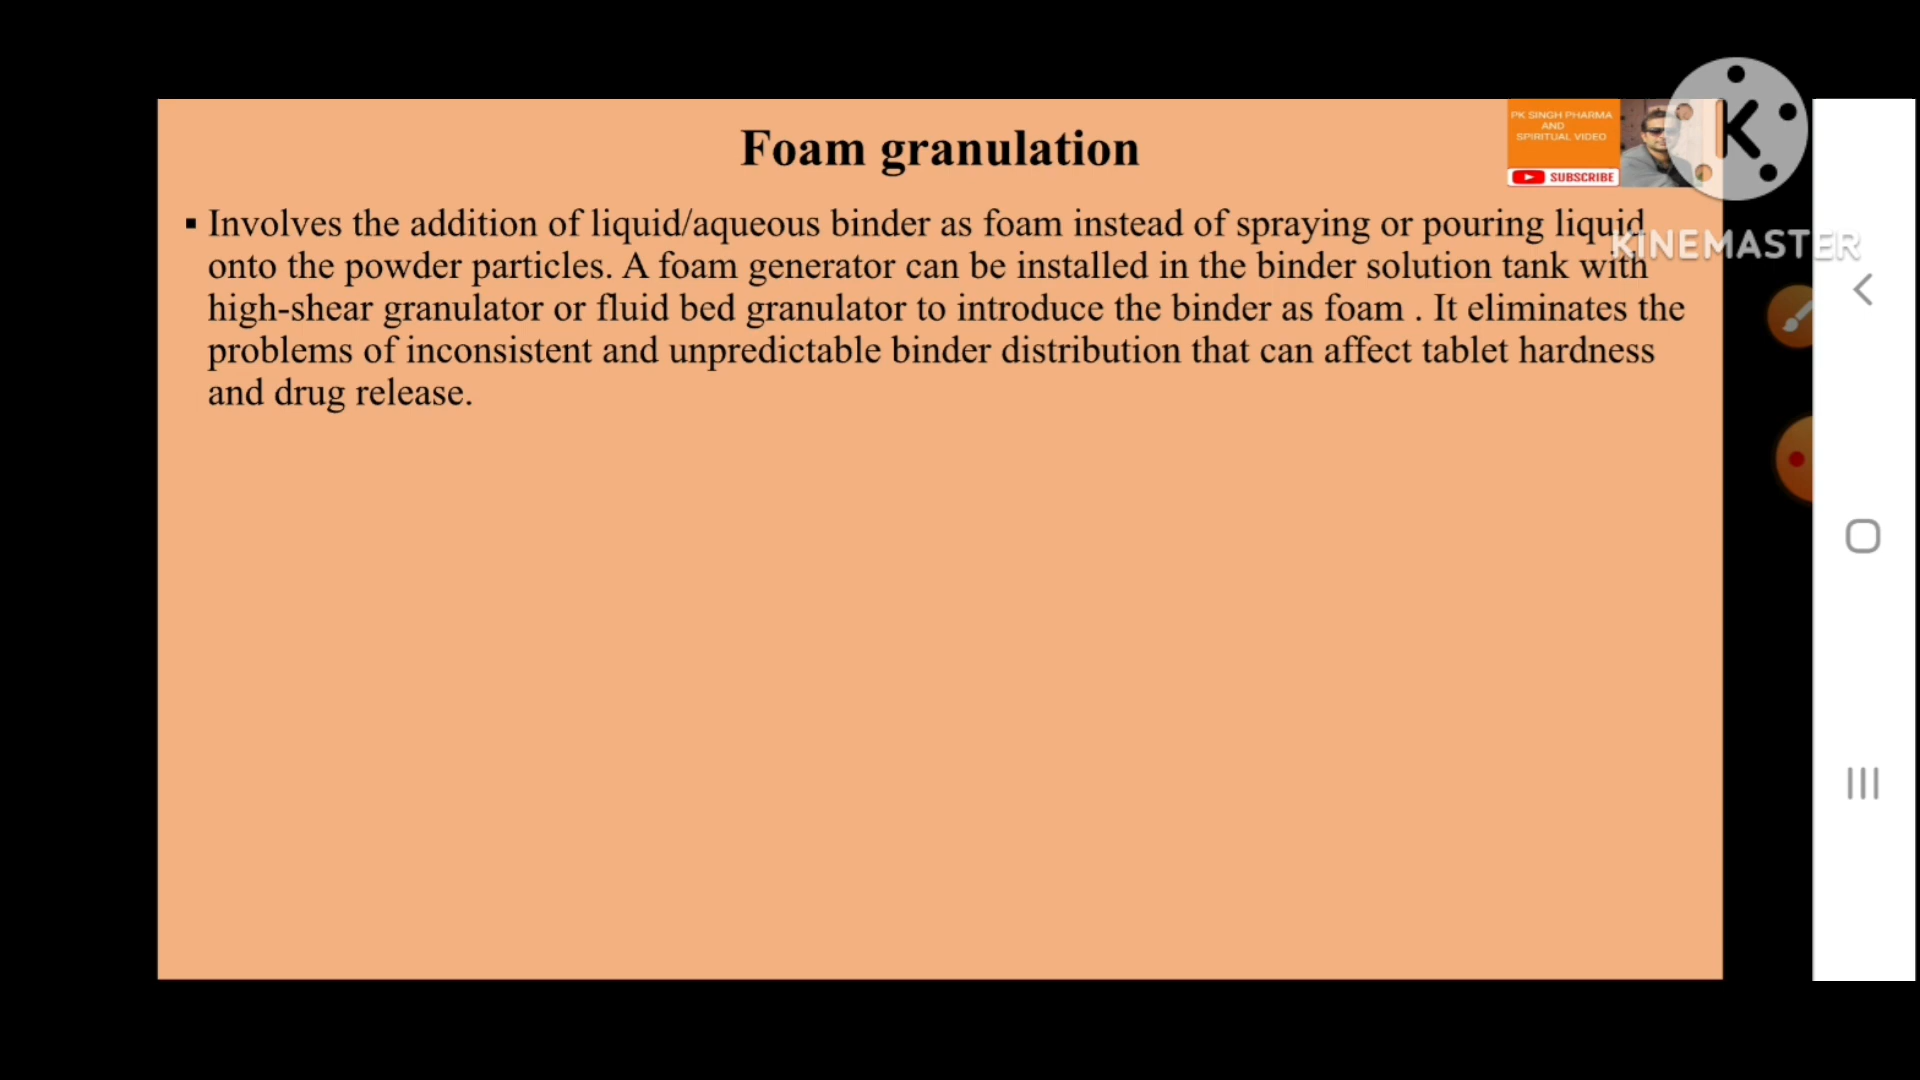 Foam granulation
PK SINGH PHARMA
AND
SPIRITUAL VIDEO
SUBSCRIBE
K
KINEMASTER
▪ Involves the addition of liquid/aqueous binder as foam instead of spraying or pouring liquid
onto the powder particles. A foam generator can be installed in the binder solution tank with
high-shear granulator or fluid bed granulator to introduce the binder as foam . It eliminates the
problems of inconsistent and unpredictable binder distribution that can affect tablet hardness
and drug release.